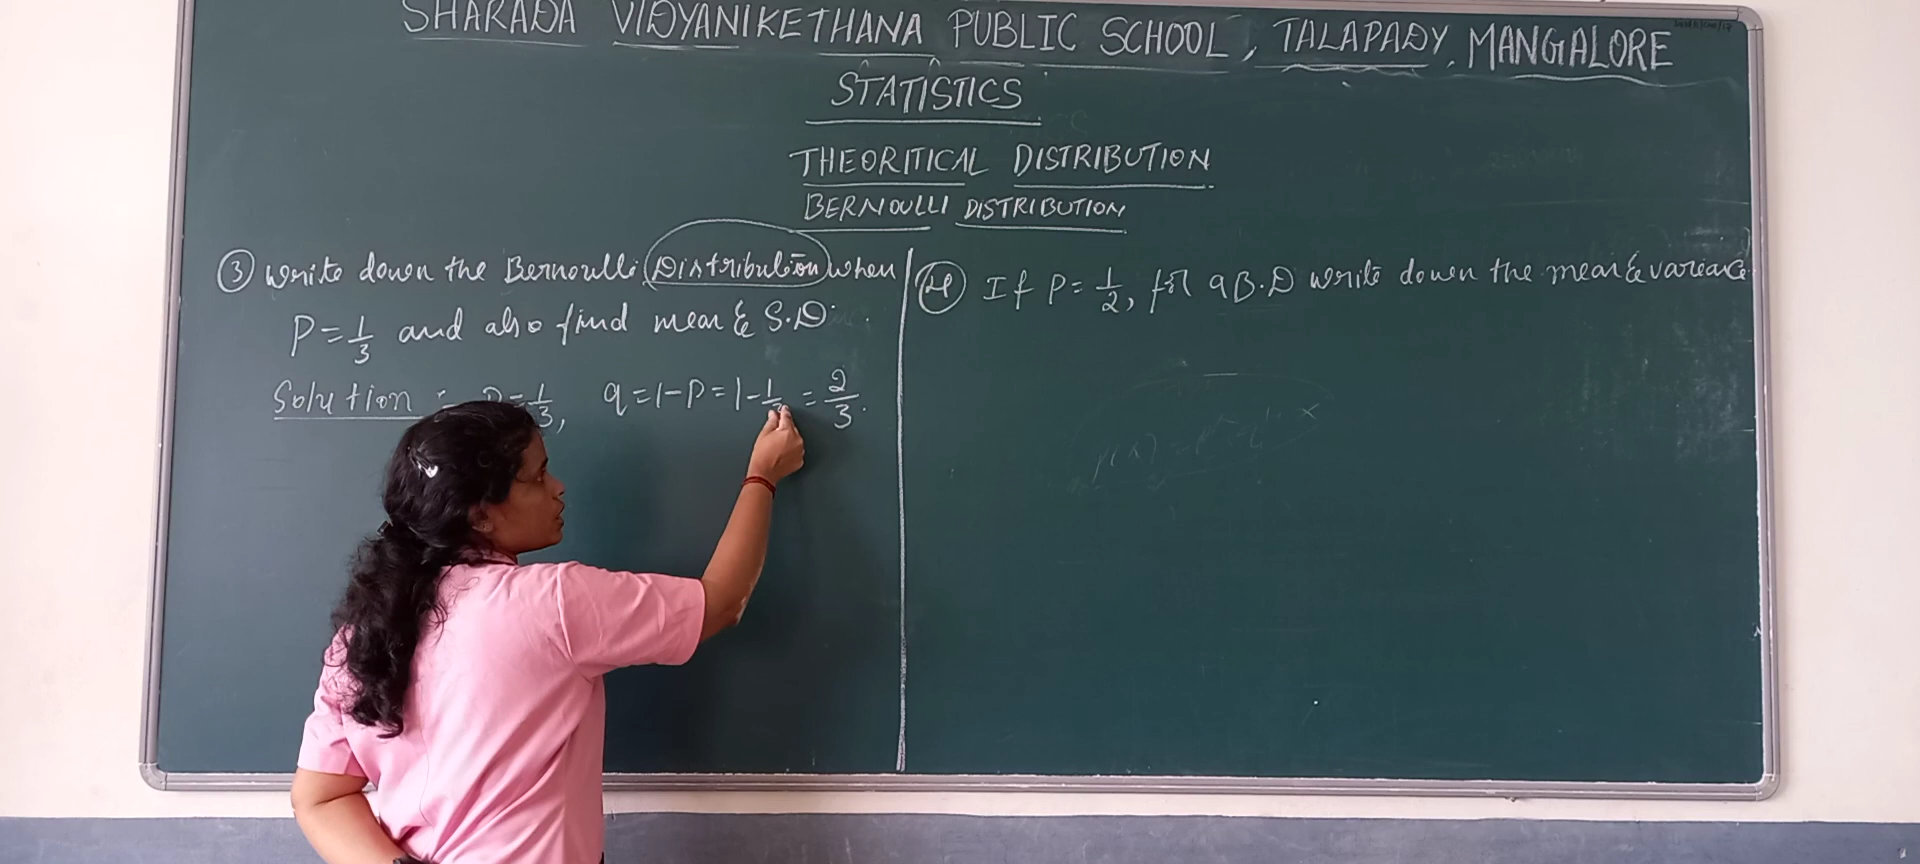 SHARADA VIDYANIKETHANA PUBLIC SCHOOL, TALAPADY, MANGALORE
STATISTICS
THEORITICAL DISTRIBUTION
BERNOULLI DISTRIBUTION
③ Write down the Bernoulli Distribution when
P = 1/3 and also find mean & S.D.
Solution : P = 1/3, q = 1 - P = 1 - 1/3 = 2/3.
④ If P = 1/2, for a B.D write down the mean & variance